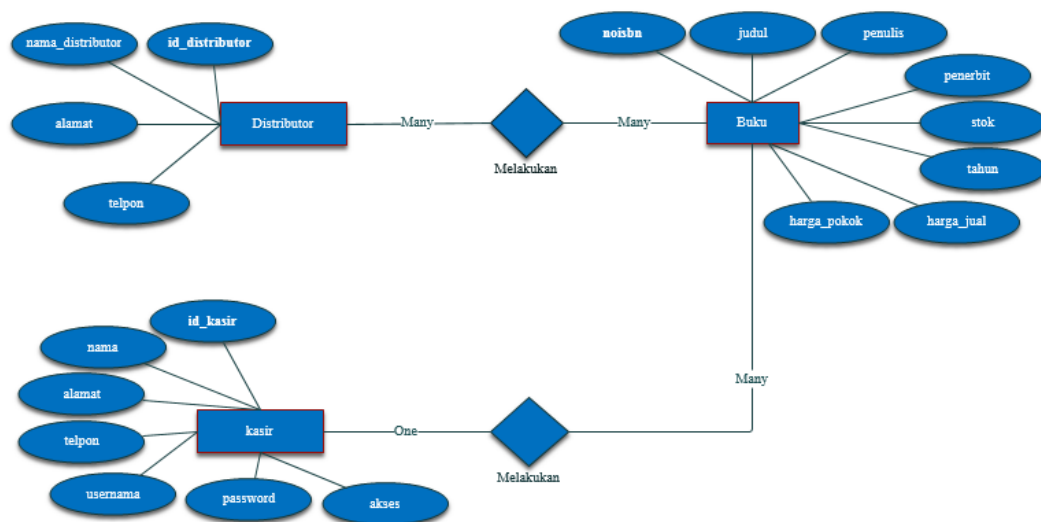 nama_distributor
id_distributor
alamat
Distributor
telpon
Many
Melakukan
Many
noisbn
judul
penulis
penerbit
Buku
stok
tahun
harga_pokok
harga_jual
id_kasir
nama
alamat
telpon
kasir
usernama
password
akses
One
Melakukan
Many